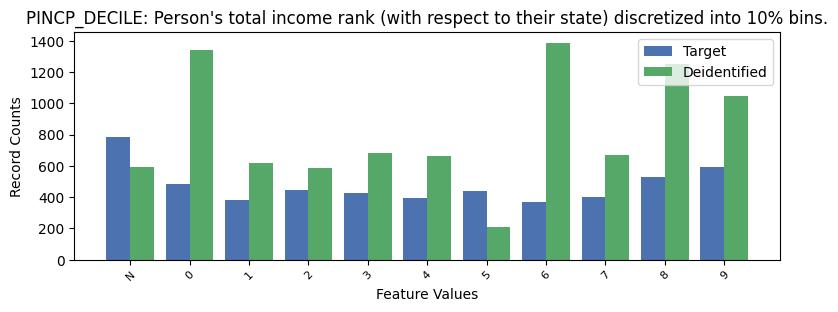 PINCP_DECILE: Person's total income rank (with respect to their state) discretized into 10% bins.
Target
Deidentified
1400
1200
1000
800
600
400
200
0
Record Counts
N 0 1 2 3 4 5 6 7 8 9
Feature Values